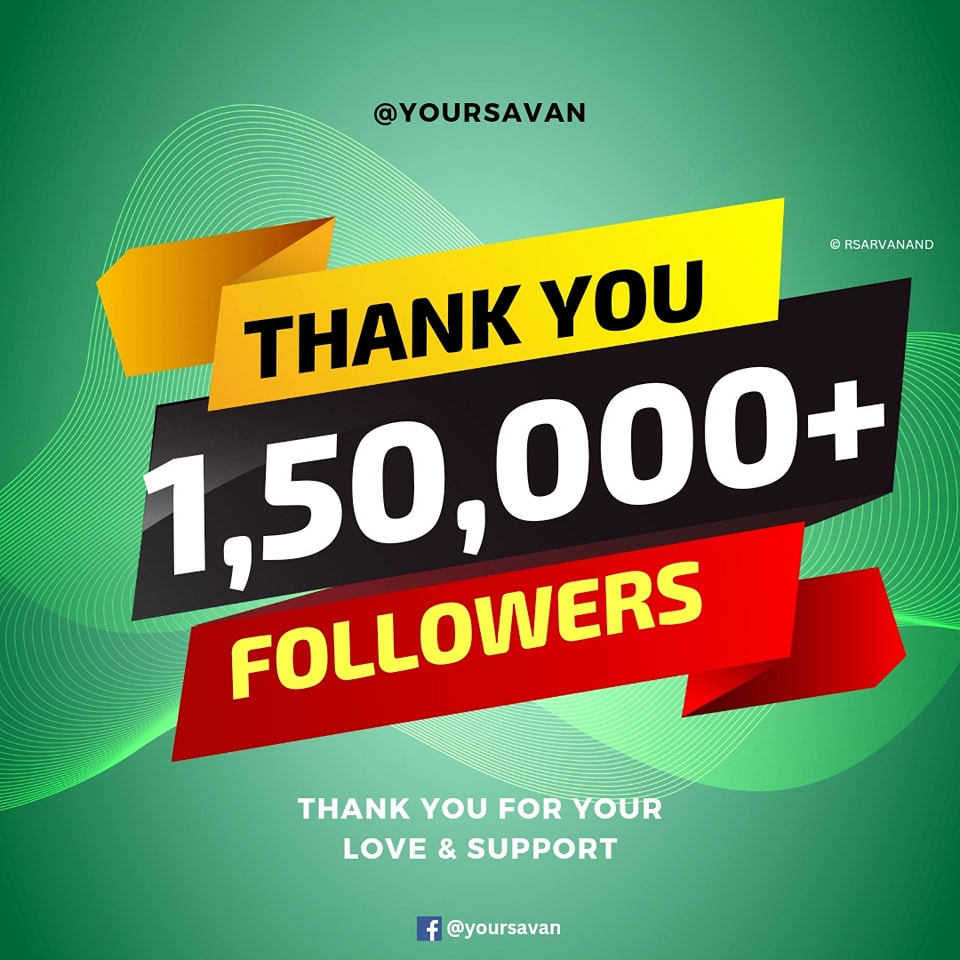 @YOURSAVAN
© RSARVANAND
THANK YOU
1,50,000+
FOLLOWERS
THANK YOU FOR YOUR
LOVE & SUPPORT
@yoursavan